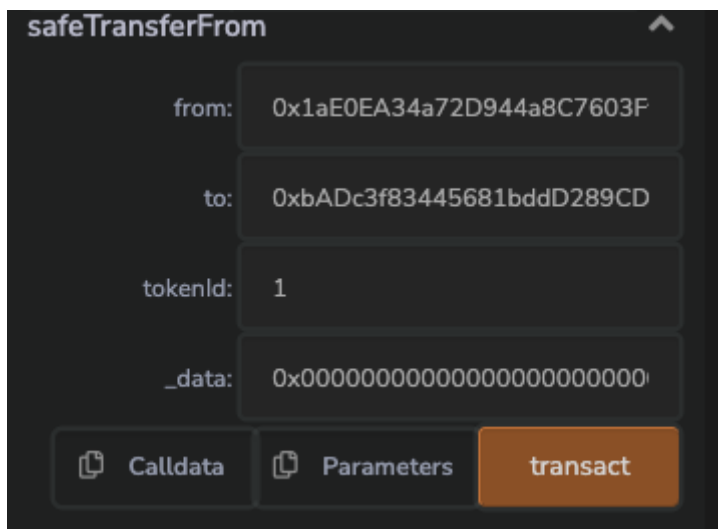 safeTransferFrom
from: 0x1aE0EA34a72D944a8C7603F
to: 0xbADc3f83445681bddD289CD
tokenId: 1
_data: 0x000000000000000000000000
Calldata Parameters transact